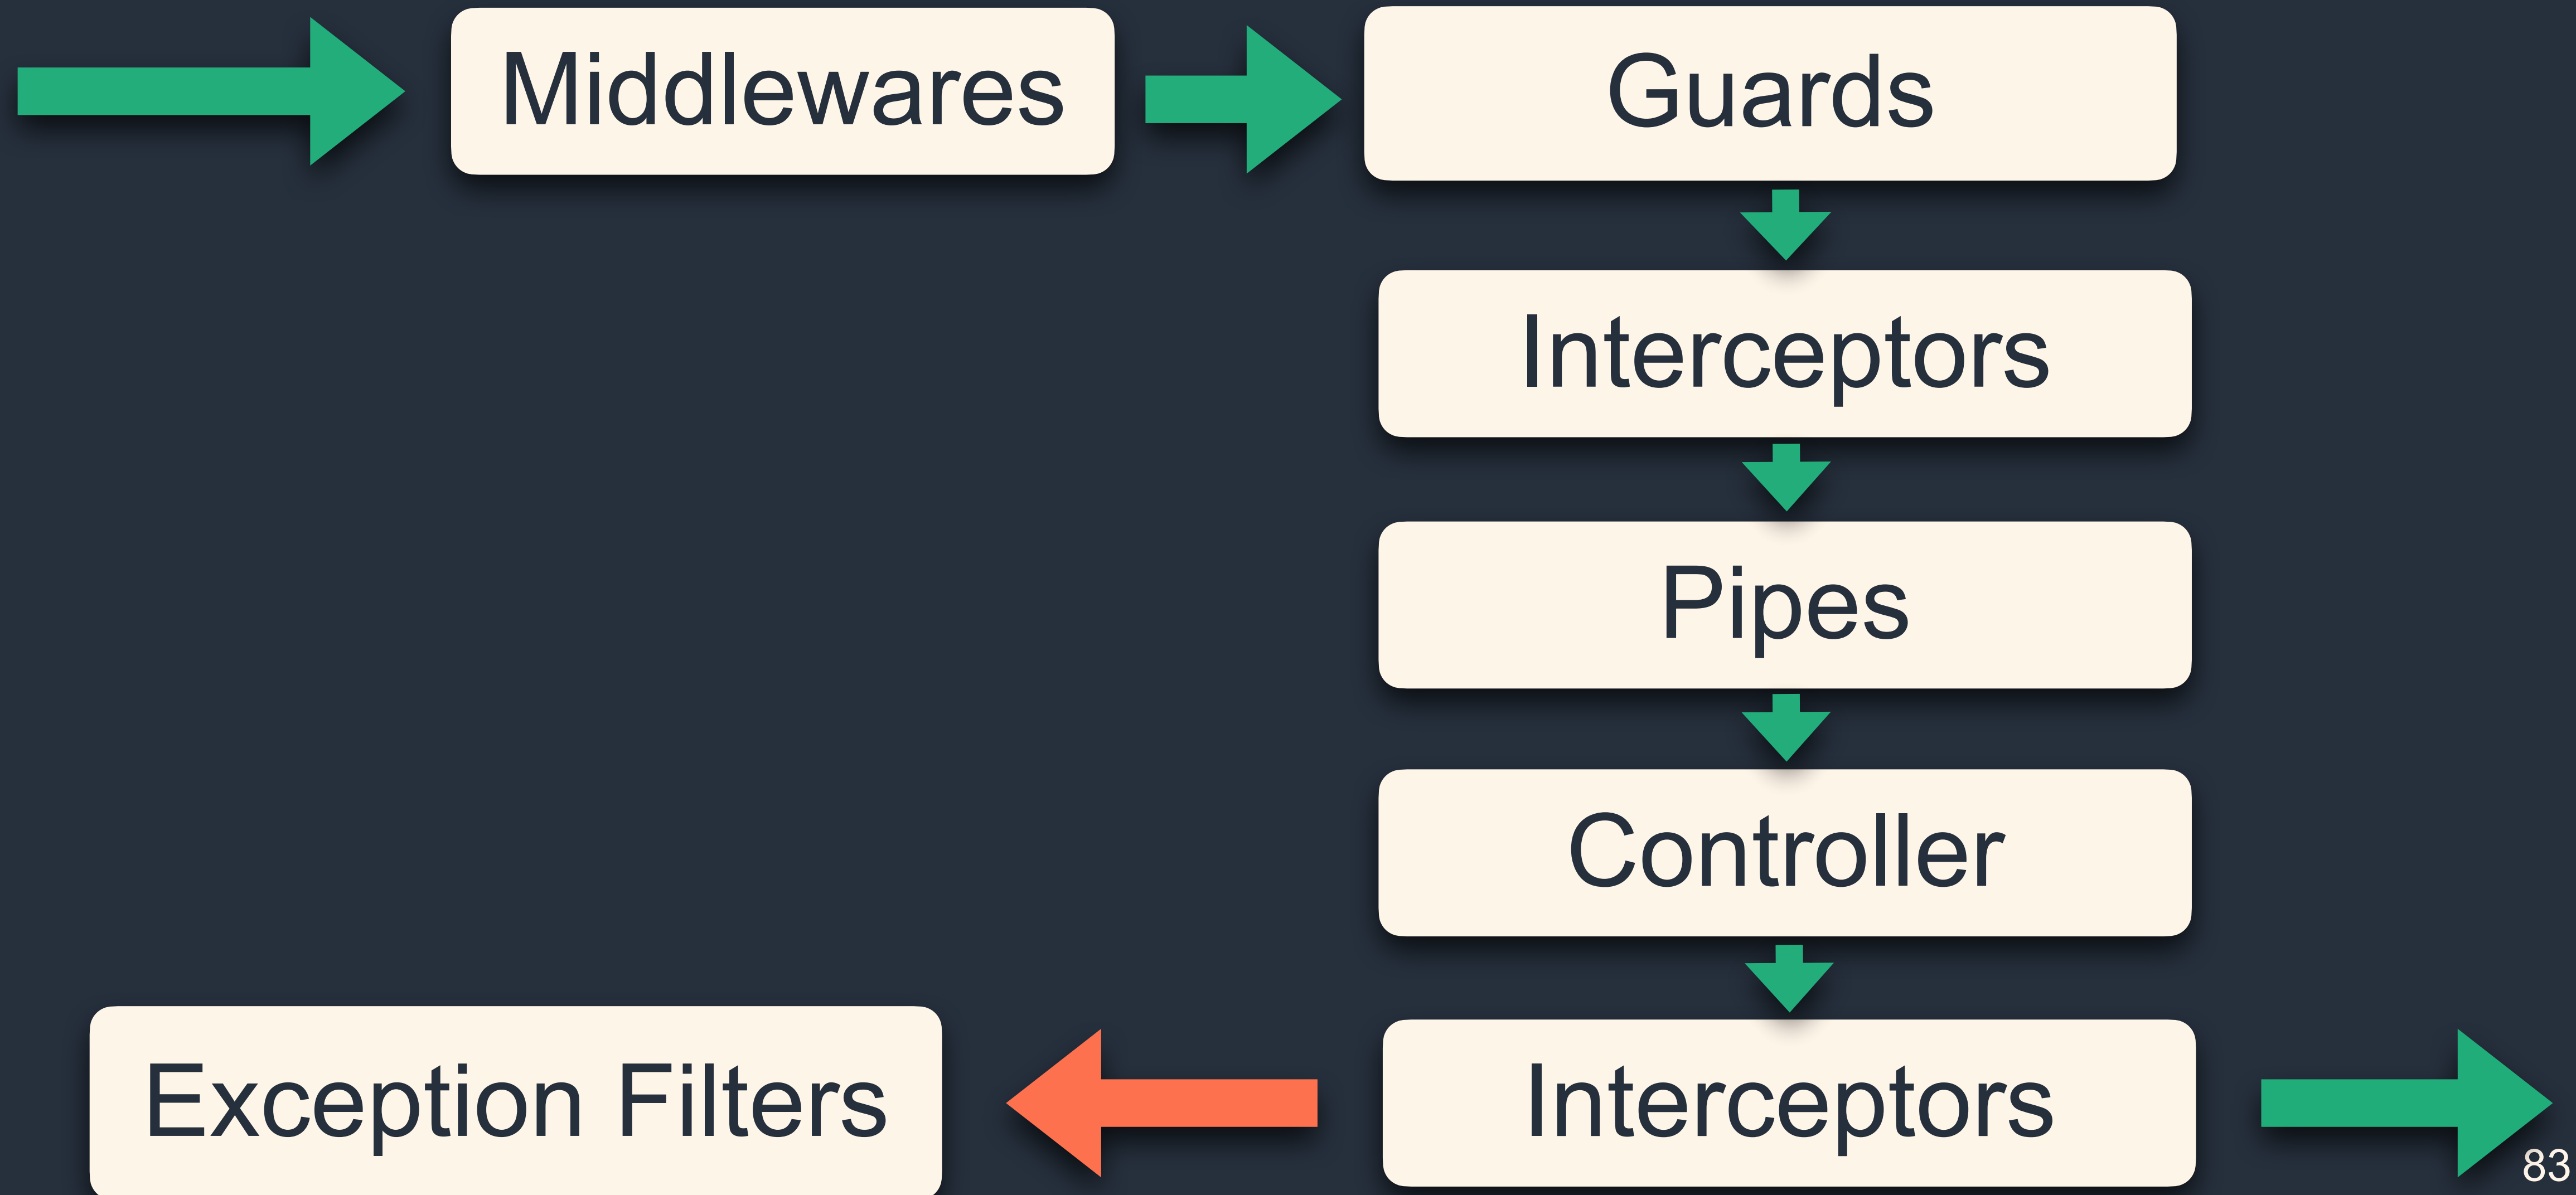 Middlewares
Guards
Interceptors
Pipes
Controller
Interceptors
Exception Filters
83